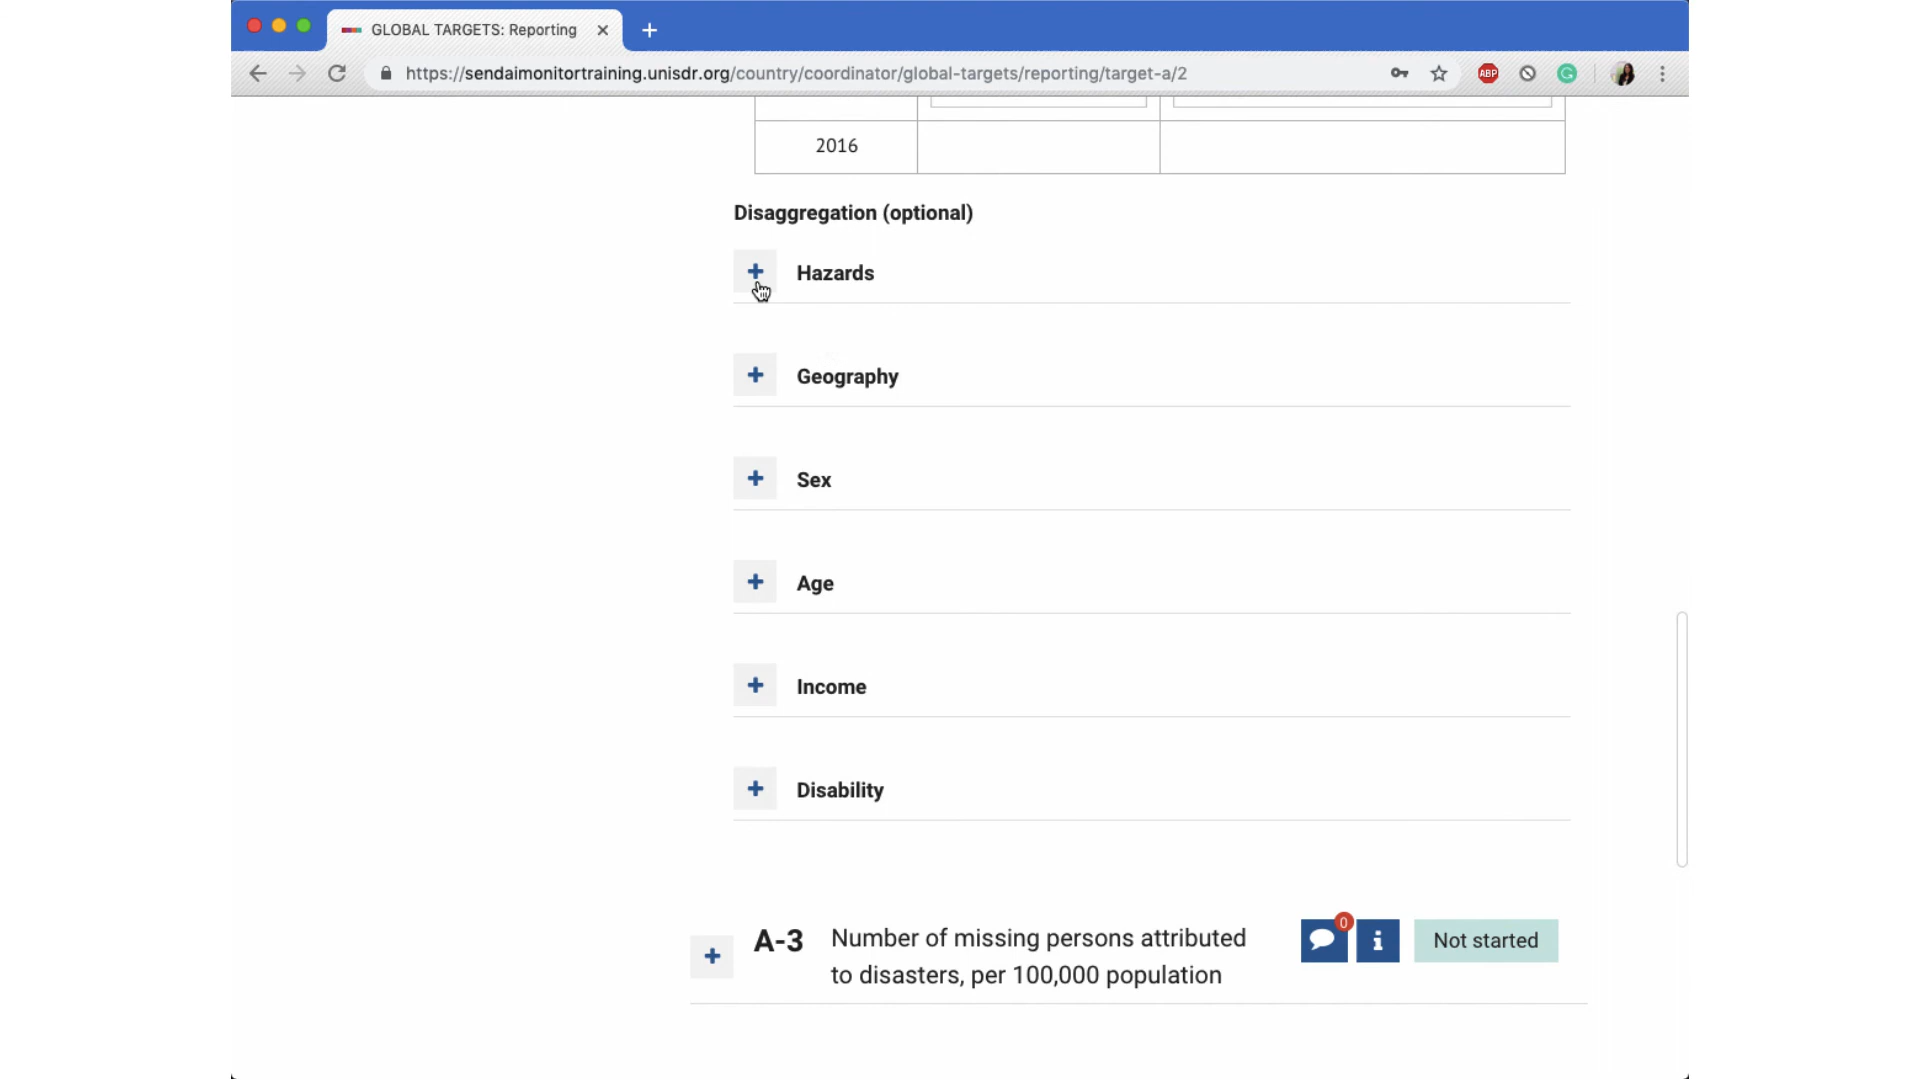 GLOBAL TARGETS: Reporting
https://sendaimonitortraining.unisdr.org/country/coordinator/global-targets/reporting/target-a/2
ABP
2016
Disaggregation (optional)
Hazards
Geography
Sex
Age
Income
Disability
A-3 Number of missing persons attributed
to disasters, per 100,000 population
0
Not started